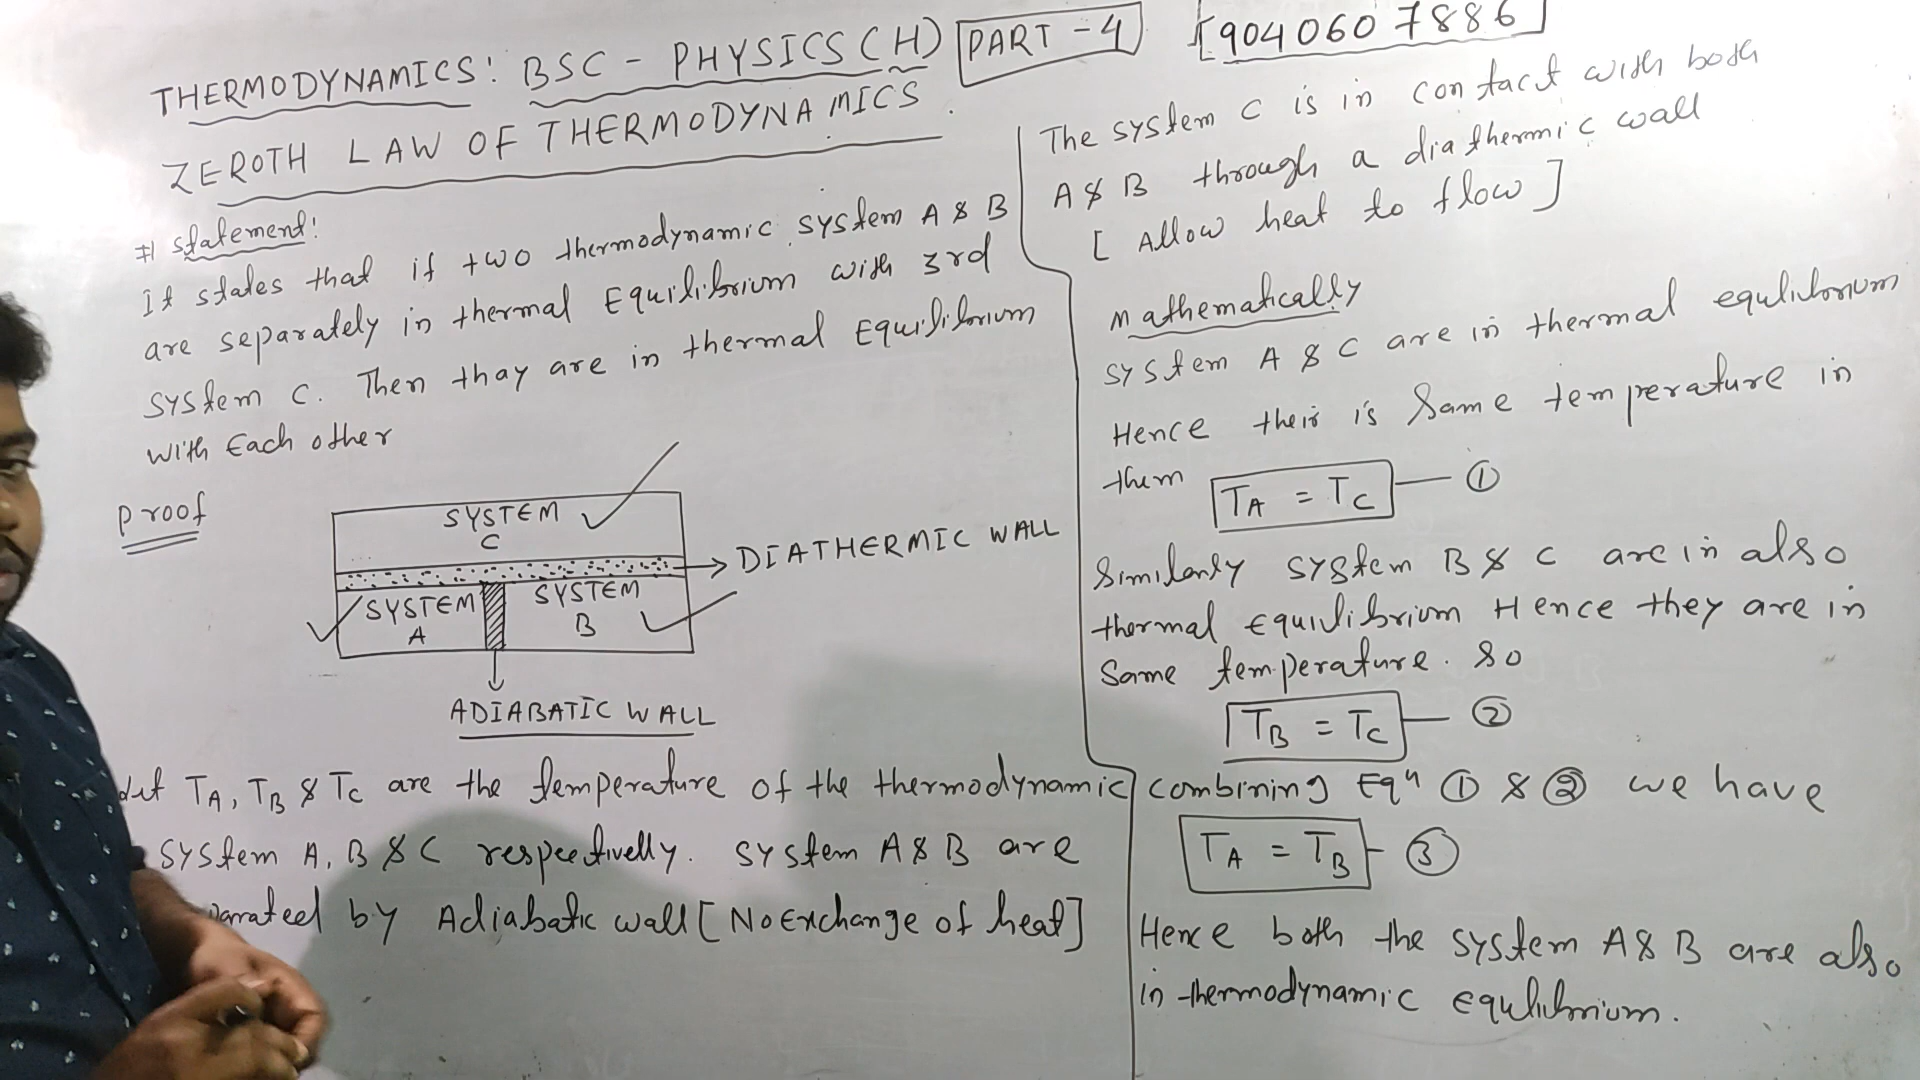 THERMODYNAMICS: BSC - PHYSICS (H) PART - 4 [9040607886]
ZEROTH LAW OF THERMODYNAMICS.
# Statement:
It states that if two thermodynamic system A & B
are separately in thermal Equilibrium with 3rd
System C. Then thay are in thermal Equilibrium
with Each other
Proof
SYSTEM
C
DIATHERMIC WALL
SYSTEM
A
SYSTEM
B
ADIABATIC WALL
Let TA, TB & TC are the temperature of the thermodynamic
System A, B & C respectivelly. System A & B are
parateed by Adiabatic wall [No Exchange of heat]
The system C is in contact with both
A & B through a diathermic wall
[ Allow heat to flow ]
Mathematically
System A & C are in thermal equlibrium
Hence their is Same temperature in
them TA = TC — 1
Similarly system B & C are in also
thermal Equilibrium Hence they are in
Same temperature. So
TB = TC — 2
combining Eqn 1 & 2 we have
TA = TB - 3
Hence both the system A & B are also
in thermodynamic equlibrium.